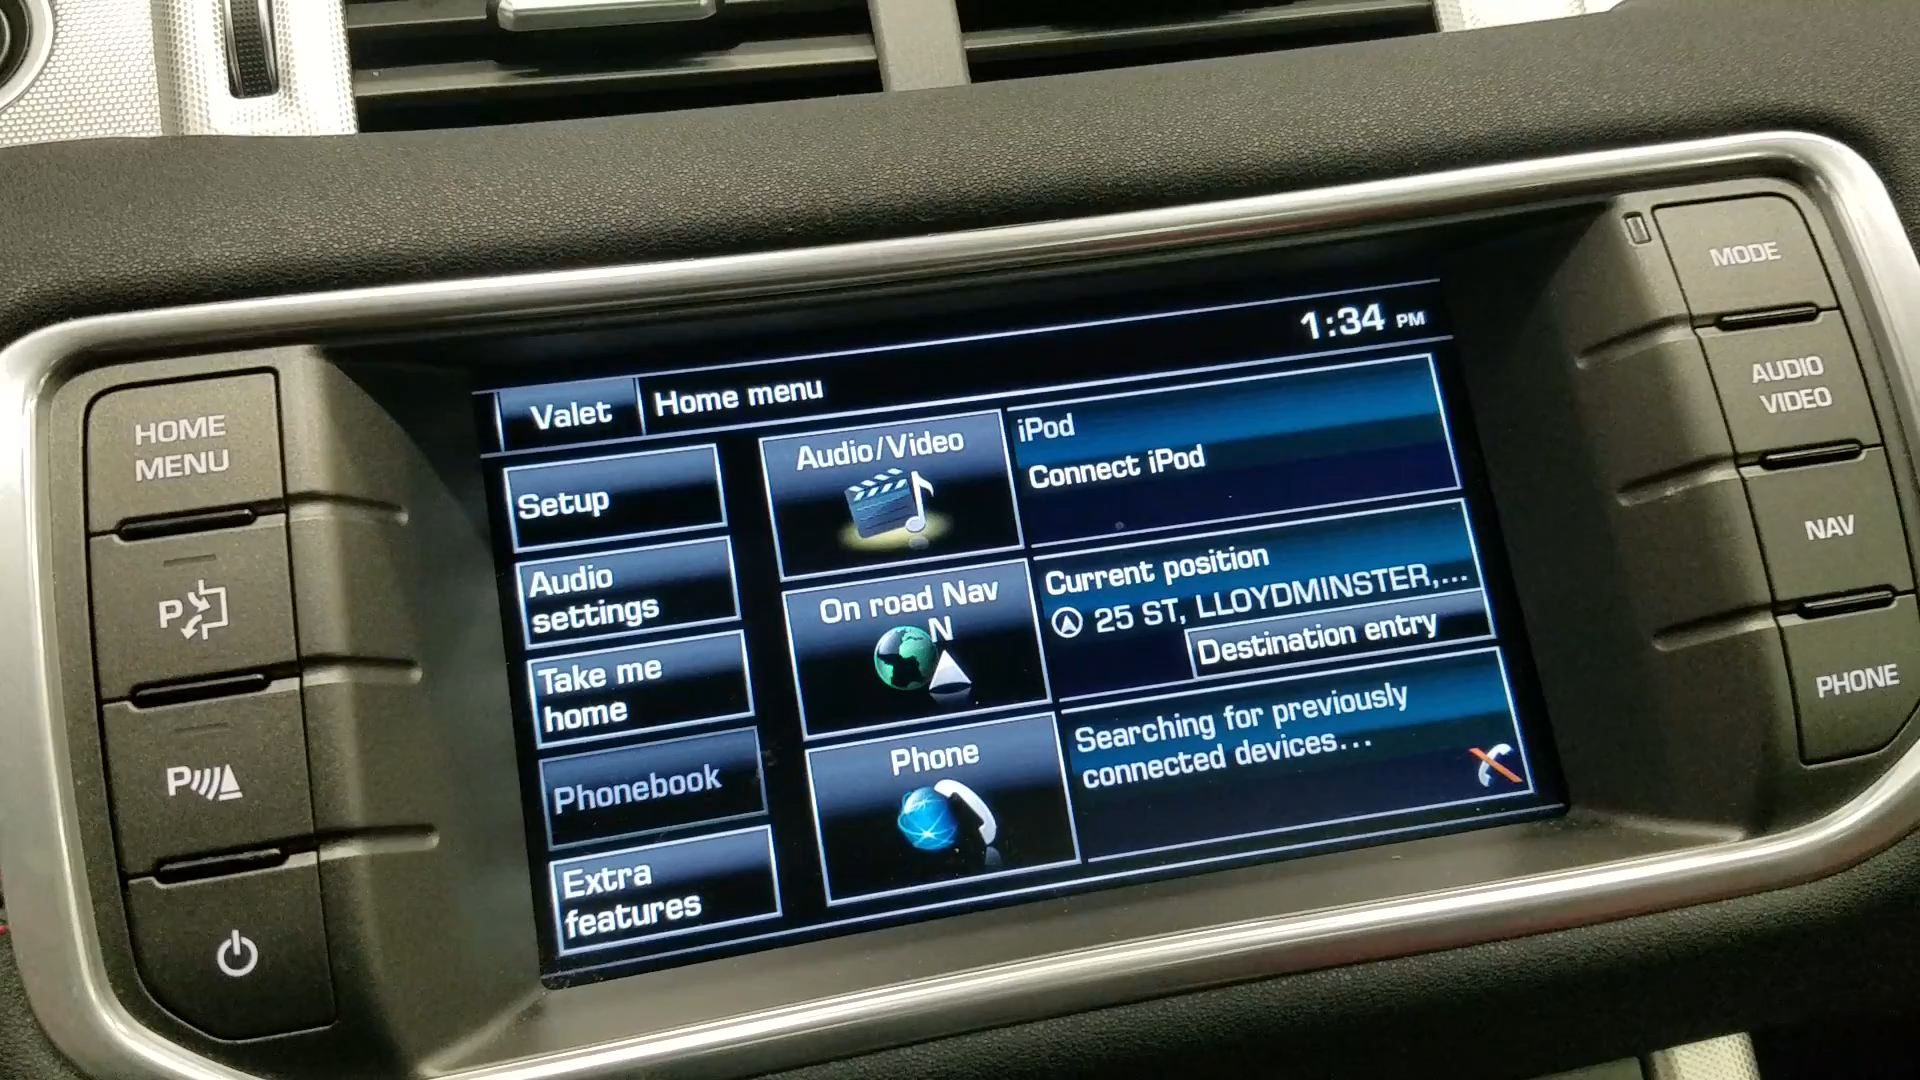 HOME
MENU
P
P
Valet
Home menu
1:34 PM
Setup
Audio
settings
Take me
home
Phonebook
Extra
features
Audio/Video
On road Nav
N
Phone
iPod
Connect iPod
Current position
25 ST, LLOYDMINSTER,...
Destination entry
Searching for previously
connected devices...
MODE
AUDIO
VIDEO
NAV
PHONE